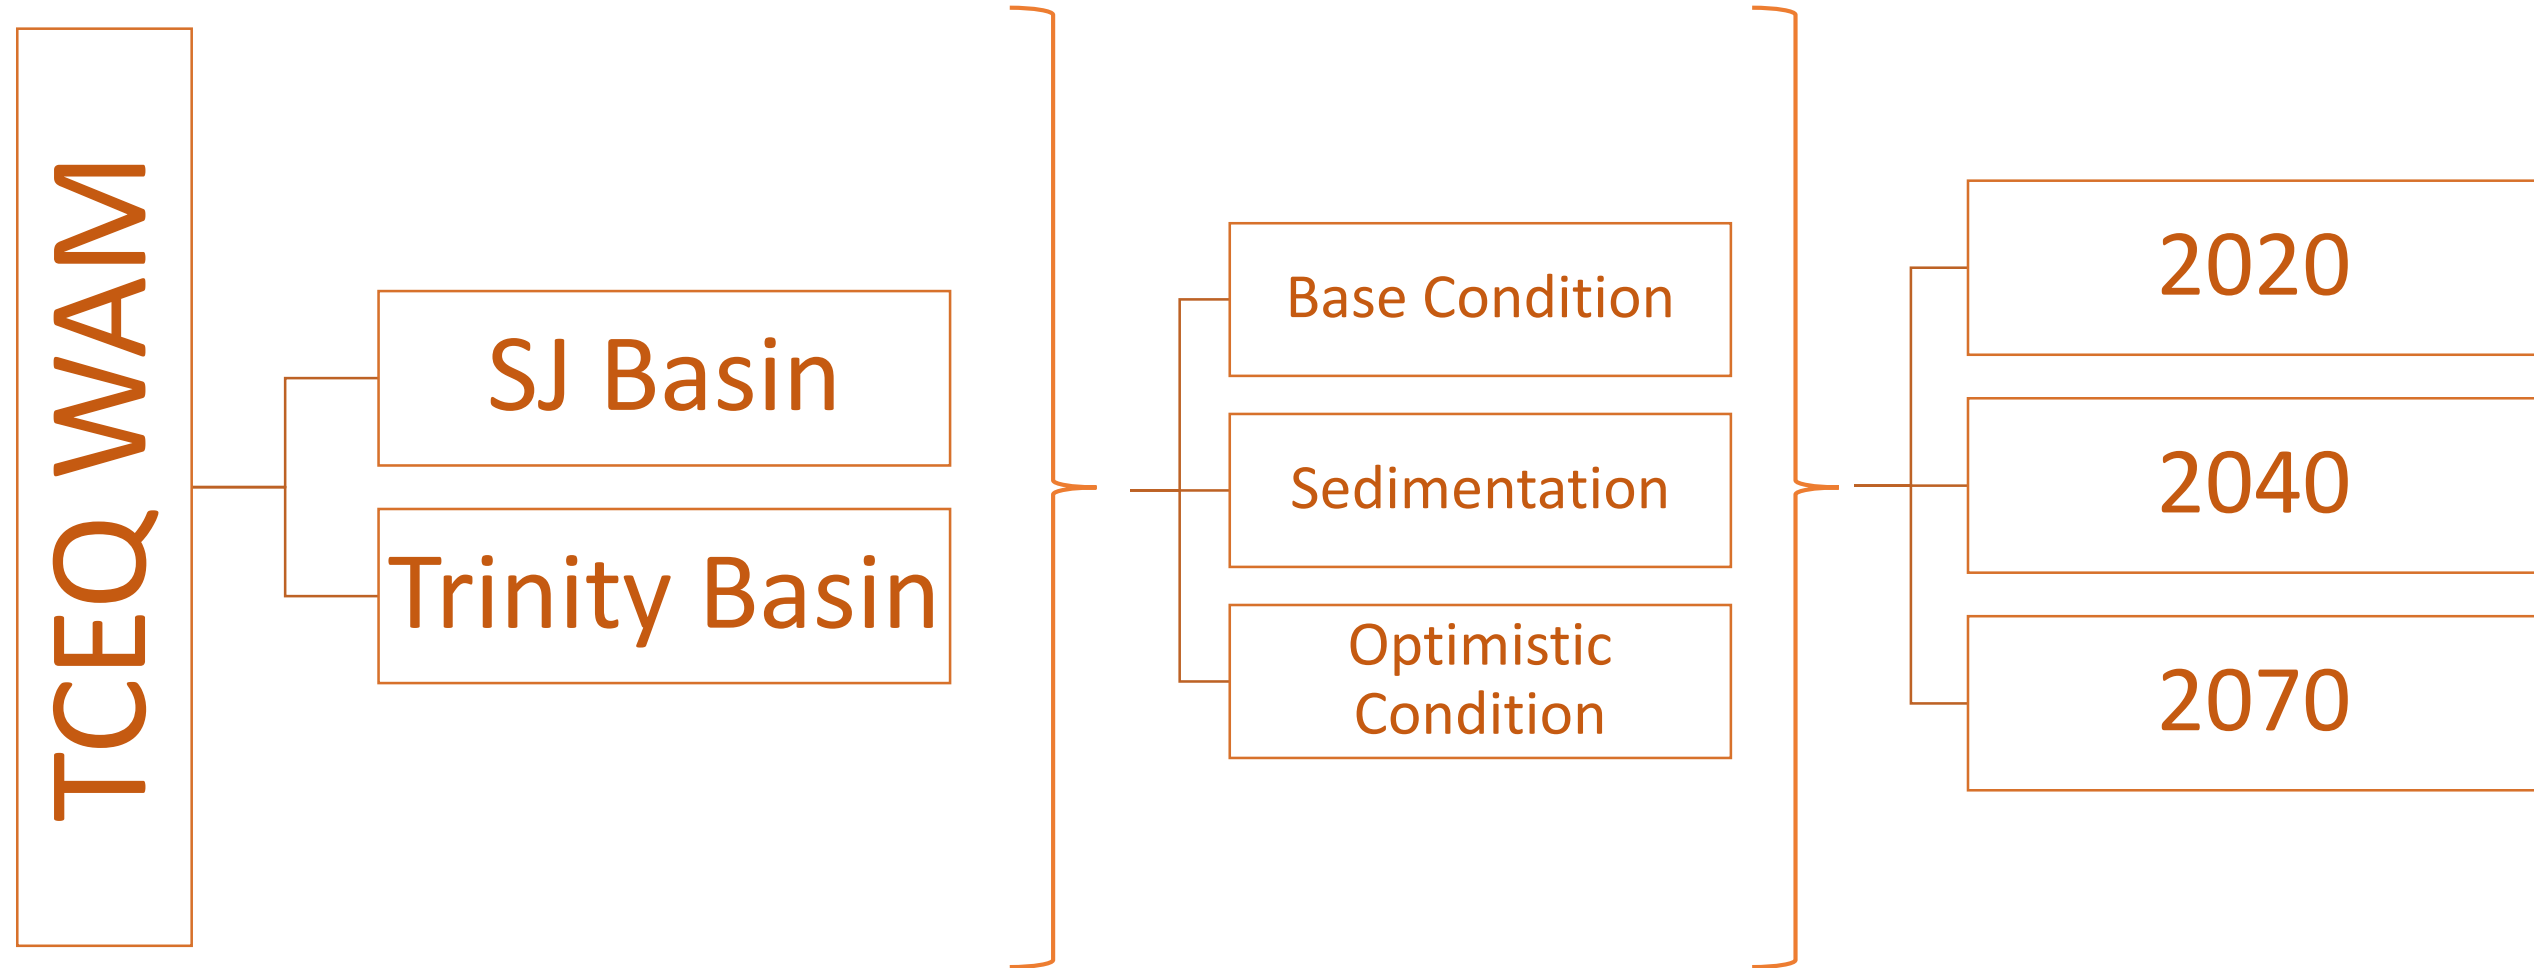 TCEQ WAM
SJ Basin
Trinity Basin
Base Condition
Sedimentation
Optimistic
Condition
2020
2040
2070